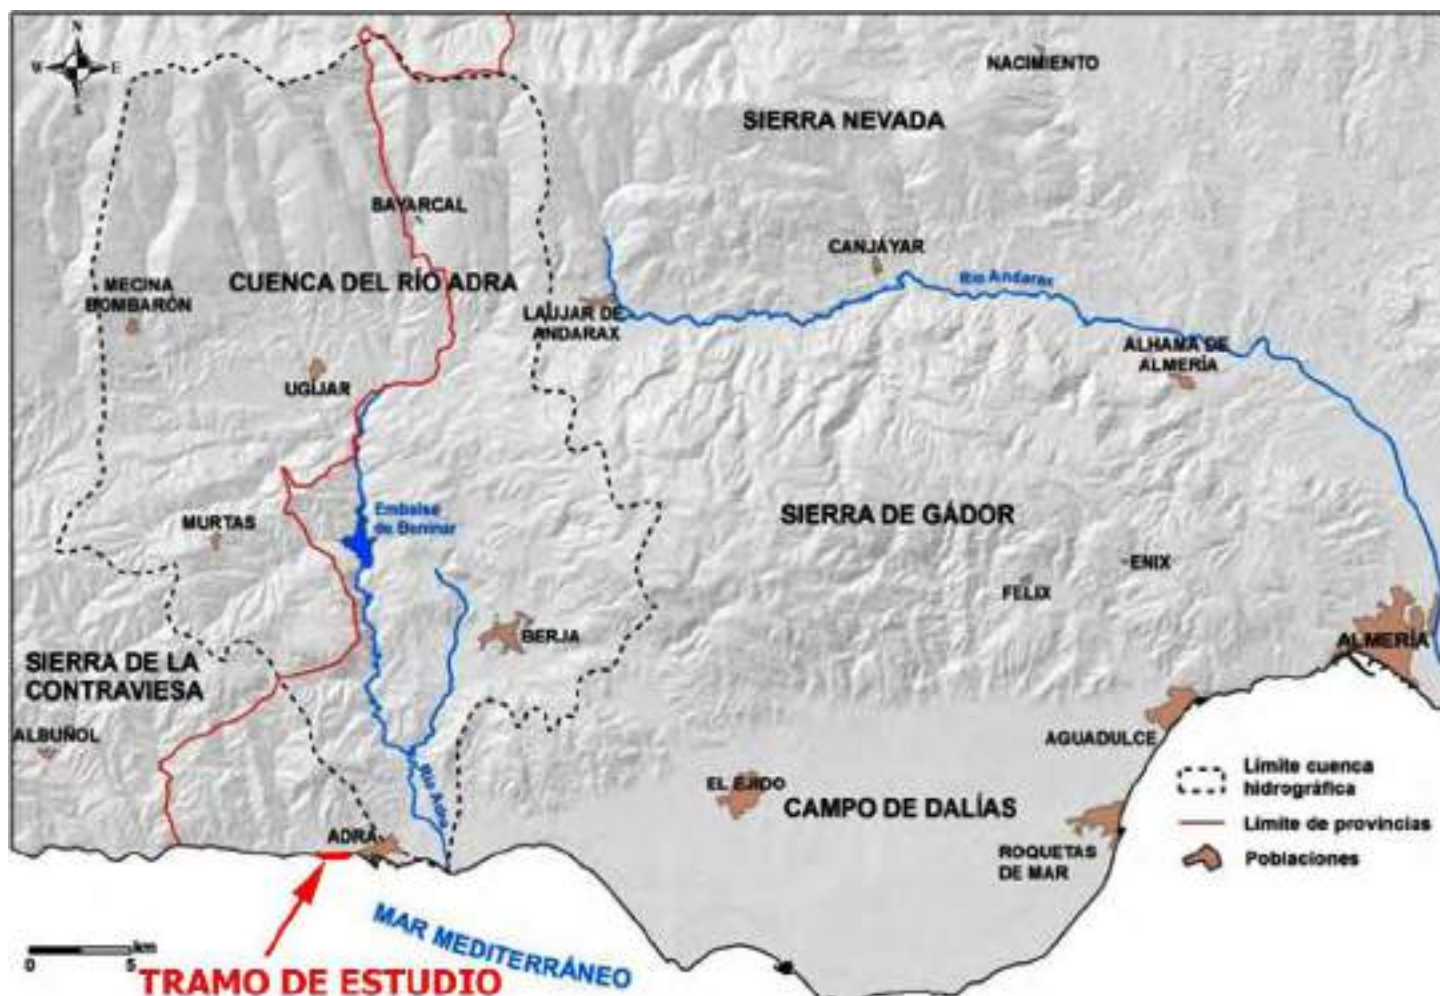 N
W E
S
NACIMIENTO
SIERRA NEVADA
BAYARCAL
CANJÁYAR
MECINA
BOMBARÓN
CUENCA DEL RÍO ADRA
Río Andarax
LAUJAR DE
ANDARAX
ALHAMA DE
ALMERÍA
UGIJAR
MURTAS
Embalse
de Beninar
SIERRA DE GÁDOR
ENIX
FELIX
BERJA
ALMERÍA
SIERRA DE LA
CONTRAVIESA
ALBUÑOL
AGUADULCE
Río Adra
EL EJIDO
CAMPO DE DALÍAS
ADRA
ROQUETAS
DE MAR
Límite cuenca
hidrográfica
Límite de provincias
Poblaciones
MAR MEDITERRÁNEO
km
0 5
TRAMO DE ESTUDIO